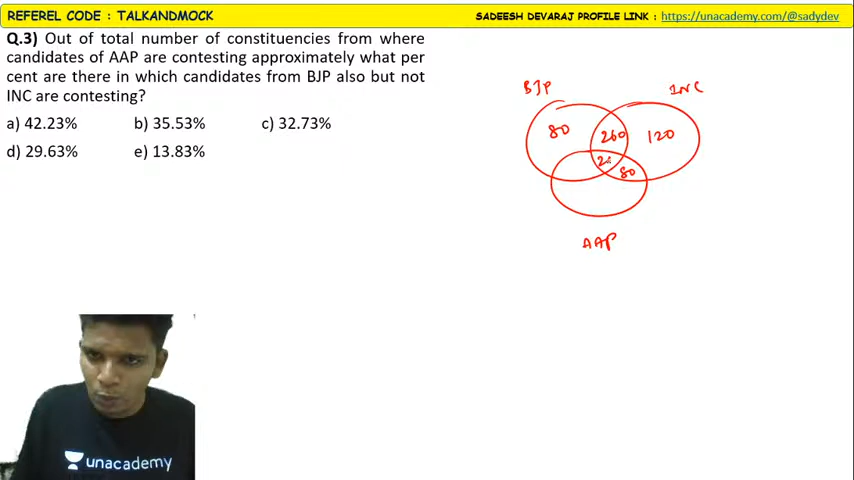 REFEREL CODE : TALKANDMOCK
SADEESH DEVARAJ PROFILE LINK : https://unacademy.com/@sadydev
Q.3) Out of total number of constituencies from where
candidates of AAP are contesting approximately what per
cent are there in which candidates from BJP also but not
INC are contesting?
a) 42.23% b) 35.53% c) 32.73%
d) 29.63% e) 13.83%
BJP INC
80 260 120
80
AAP
unacademy